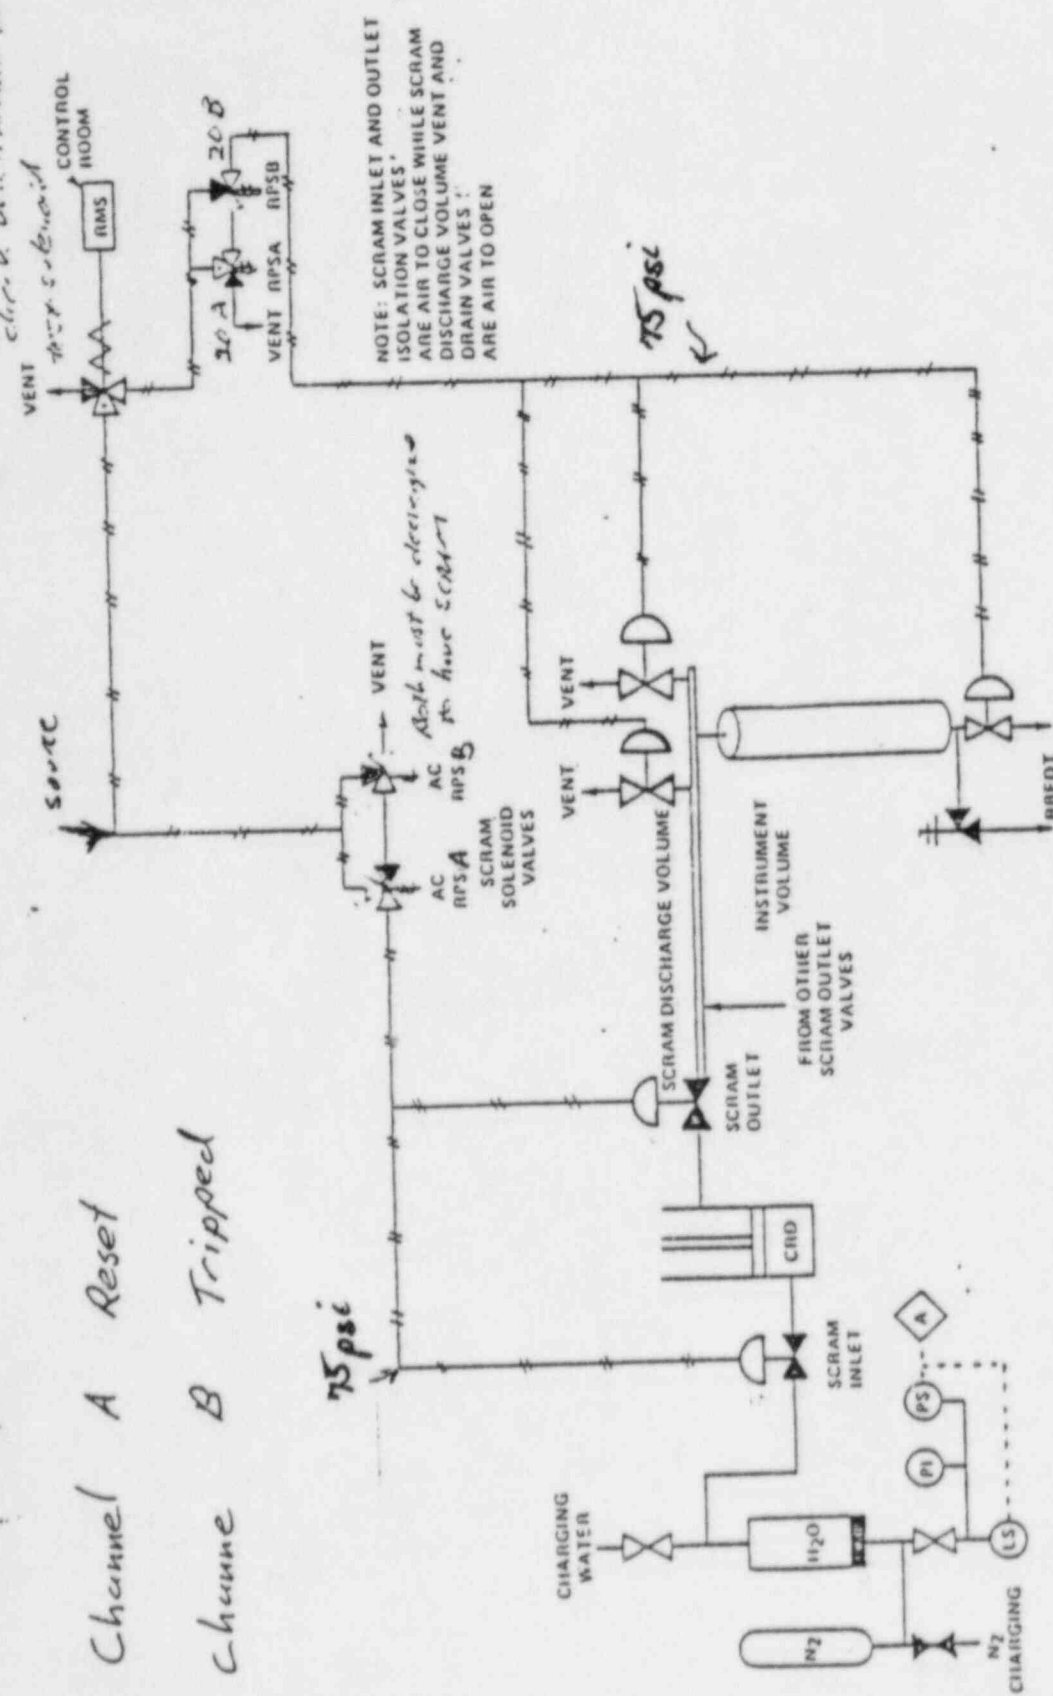 Channel A Reset
Channe B Tripped
source
75 psi
75 psi
VENT
CONTROL
ROOM
RMS
20 A
20 B
VENT RPSA RPSB
NOTE: SCRAM INLET AND OUTLET
ISOLATION VALVES
ARE AIR TO CLOSE WHILE SCRAM
DISCHARGE VOLUME VENT AND
DRAIN VALVES
ARE AIR TO OPEN
VENT
Both must be deenergized
to have SCRAM
AC
RPSA
AC
RPSB
SCRAM
SOLENOID
VALVES
VENT
VENT
SCRAM DISCHARGE VOLUME
INSTRUMENT
VOLUME
FROM OTHER
SCRAM OUTLET
VALVES
SCRAM
OUTLET
CRD
SCRAM
INLET
A
PS
PI
LS
CHARGING
WATER
H2O
N2
N2
CHARGING